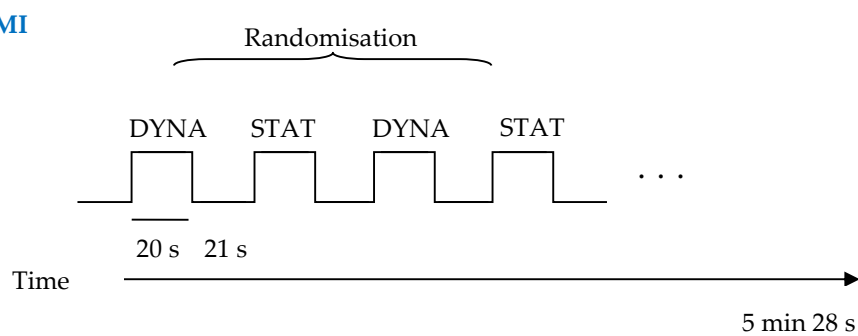 MI
Randomisation
DYNA STAT DYNA STAT
. . .
20 s 21 s
Time
5 min 28 s